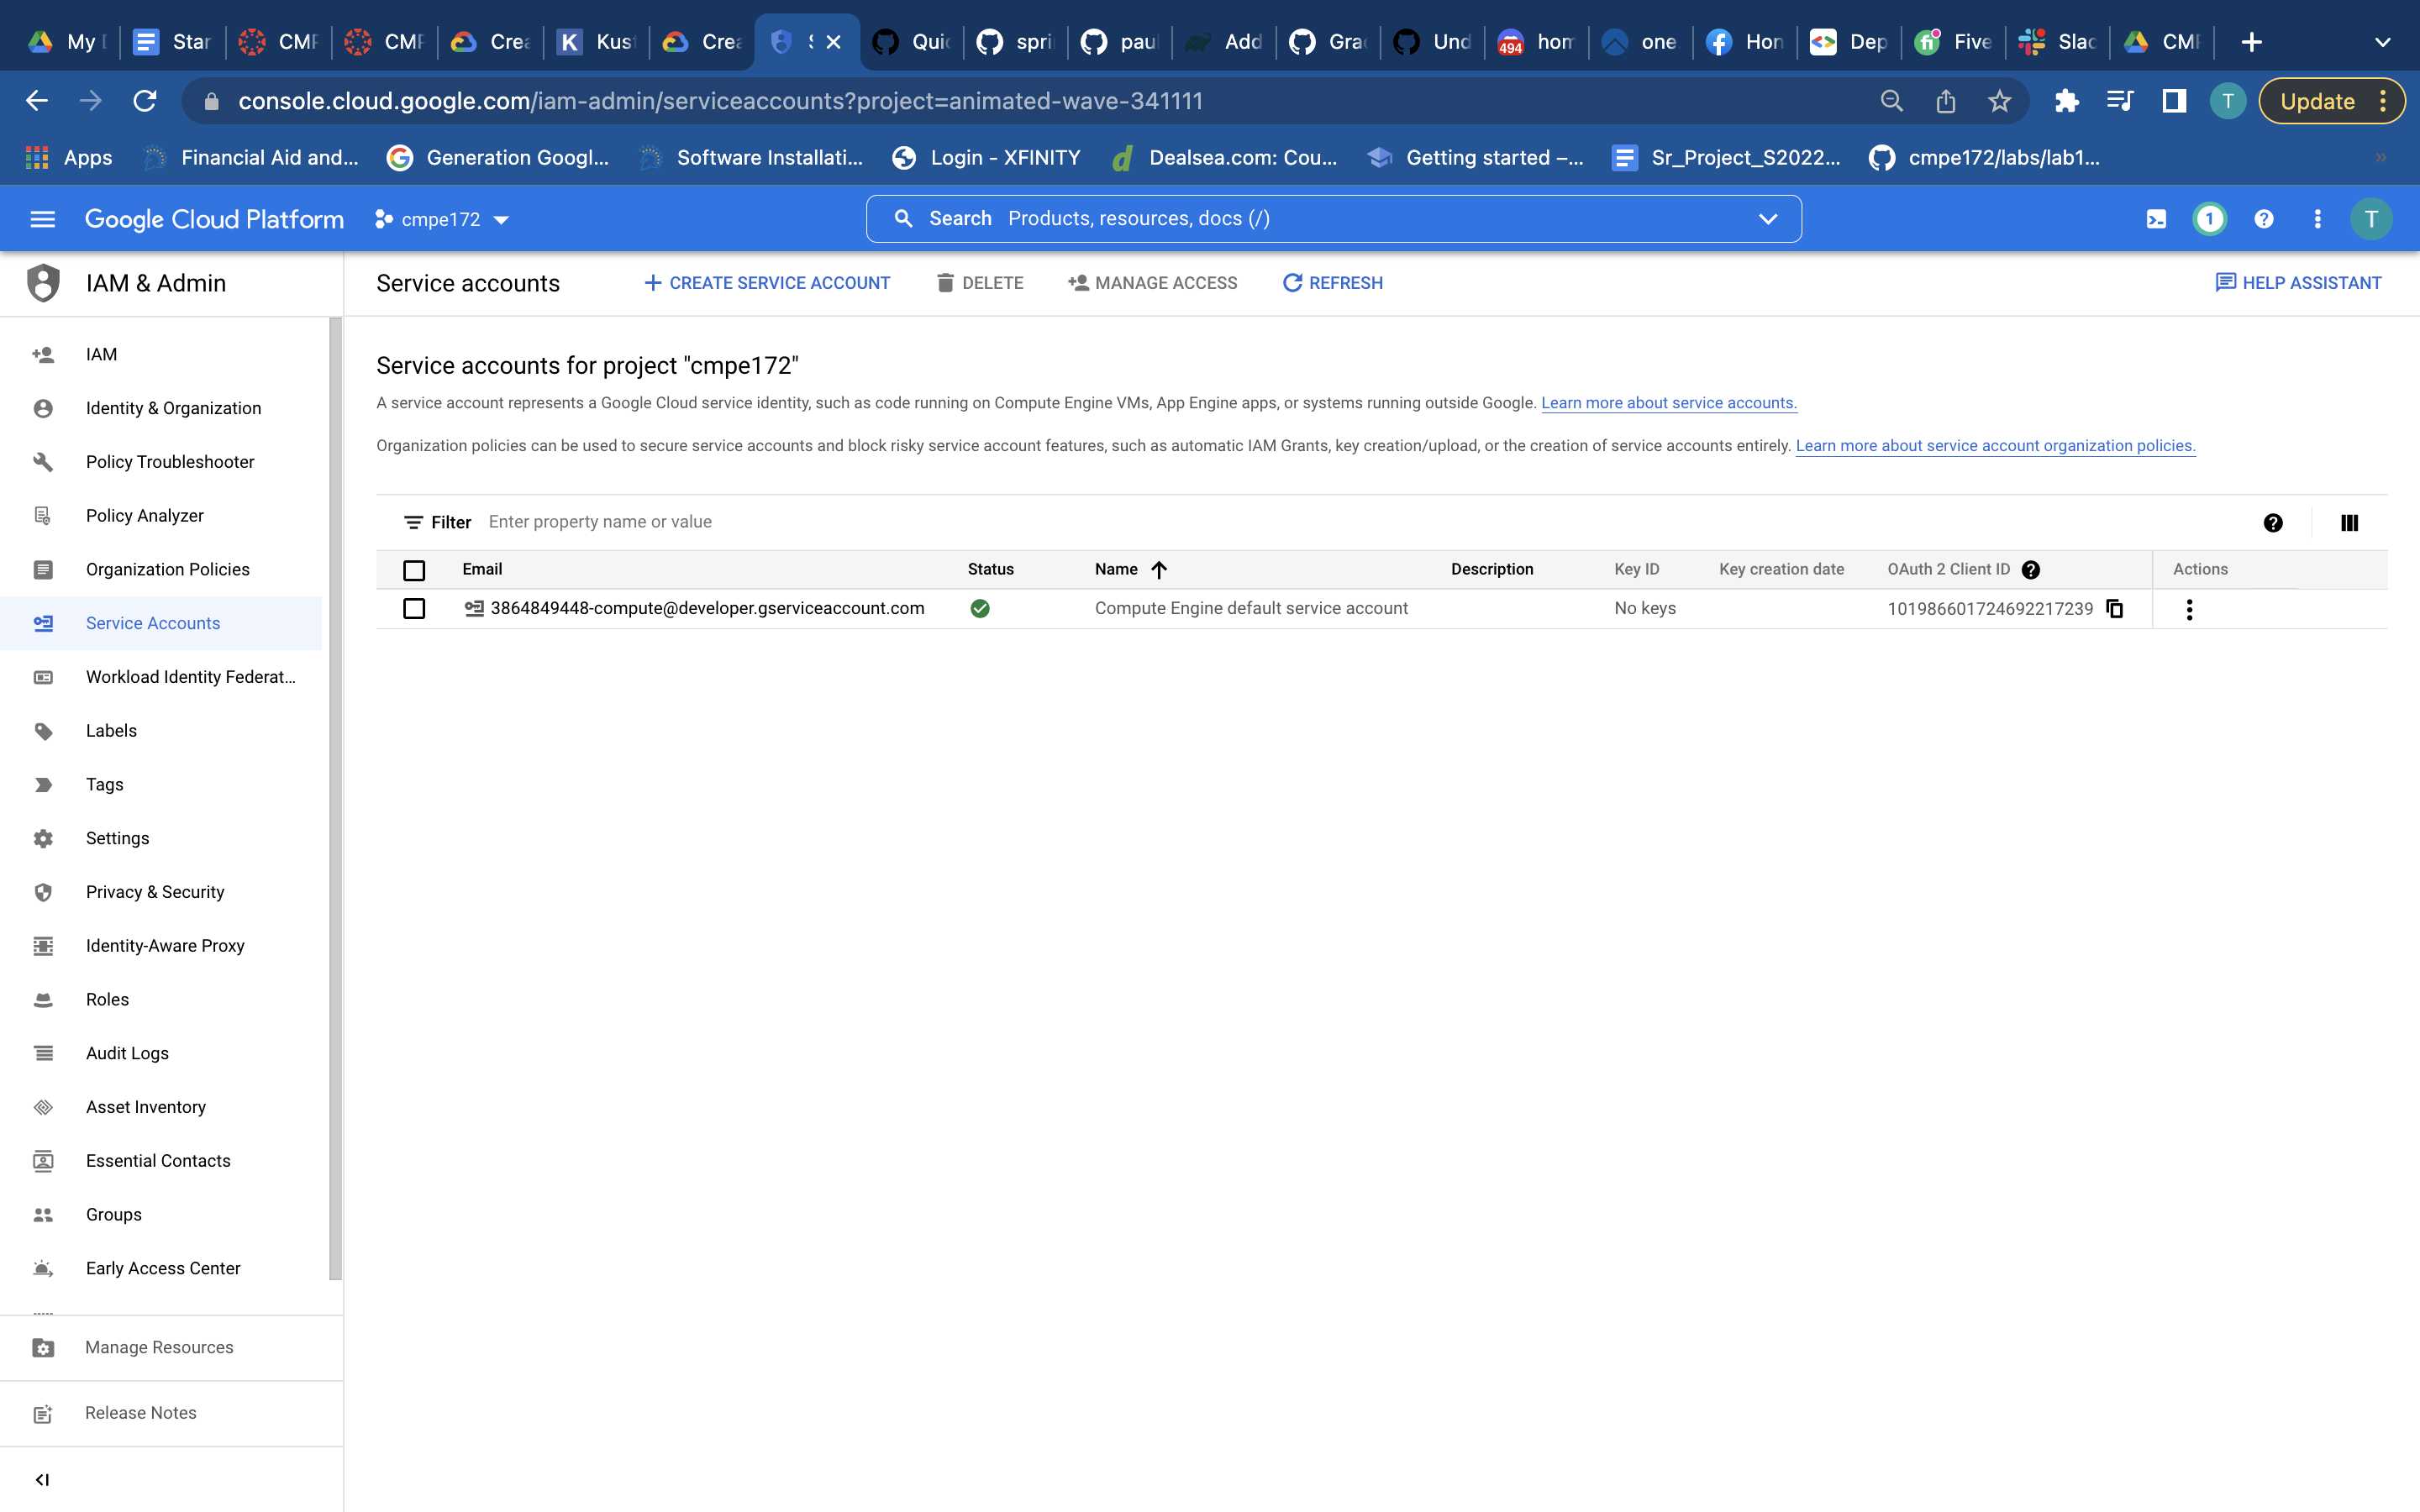 My D Star CMP CMP Crea Kust Crea S Quic spri pau Add Gra Und 494 hom one Hon Dep Five Slac CMP
console.cloud.google.com/iam-admin/serviceaccounts?project=animated-wave-341111 T Update
Apps Financial Aid and... Generation Googl... Software Installati... Login - XFINITY Dealsea.com: Cou... Getting started –... Sr_Project_S2022... cmpe172/labs/lab1... »
Google Cloud Platform cmpe172 Search Products, resources, docs (/) 1 T
IAM & Admin
Service accounts + CREATE SERVICE ACCOUNT DELETE MANAGE ACCESS REFRESH HELP ASSISTANT
IAM
Identity & Organization
Policy Troubleshooter
Policy Analyzer
Organization Policies
Service Accounts
Workload Identity Federat...
Labels
Tags
Settings
Privacy & Security
Identity-Aware Proxy
Roles
Audit Logs
Asset Inventory
Essential Contacts
Groups
Early Access Center
Manage Resources
Release Notes
Service accounts for project "cmpe172"
A service account represents a Google Cloud service identity, such as code running on Compute Engine VMs, App Engine apps, or systems running outside Google. Learn more about service accounts.
Organization policies can be used to secure service accounts and block risky service account features, such as automatic IAM Grants, key creation/upload, or the creation of service accounts entirely. Learn more about service account organization policies.
Filter Enter property name or value
Email Status Name Description Key ID Key creation date OAuth 2 Client ID Actions
3864849448-compute@developer.gserviceaccount.com Compute Engine default service account No keys 101986601724692217239